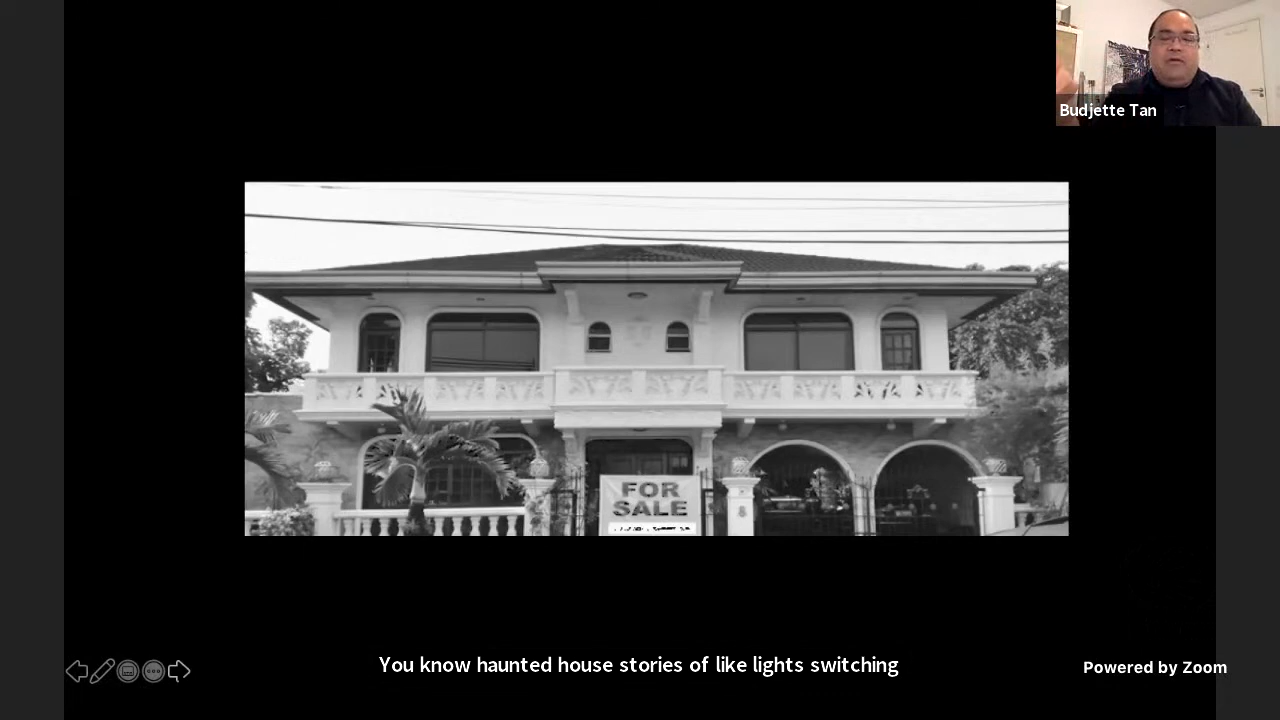 Budjette Tan
FOR
SALE
You know haunted house stories of like lights switching
Powered by Zoom